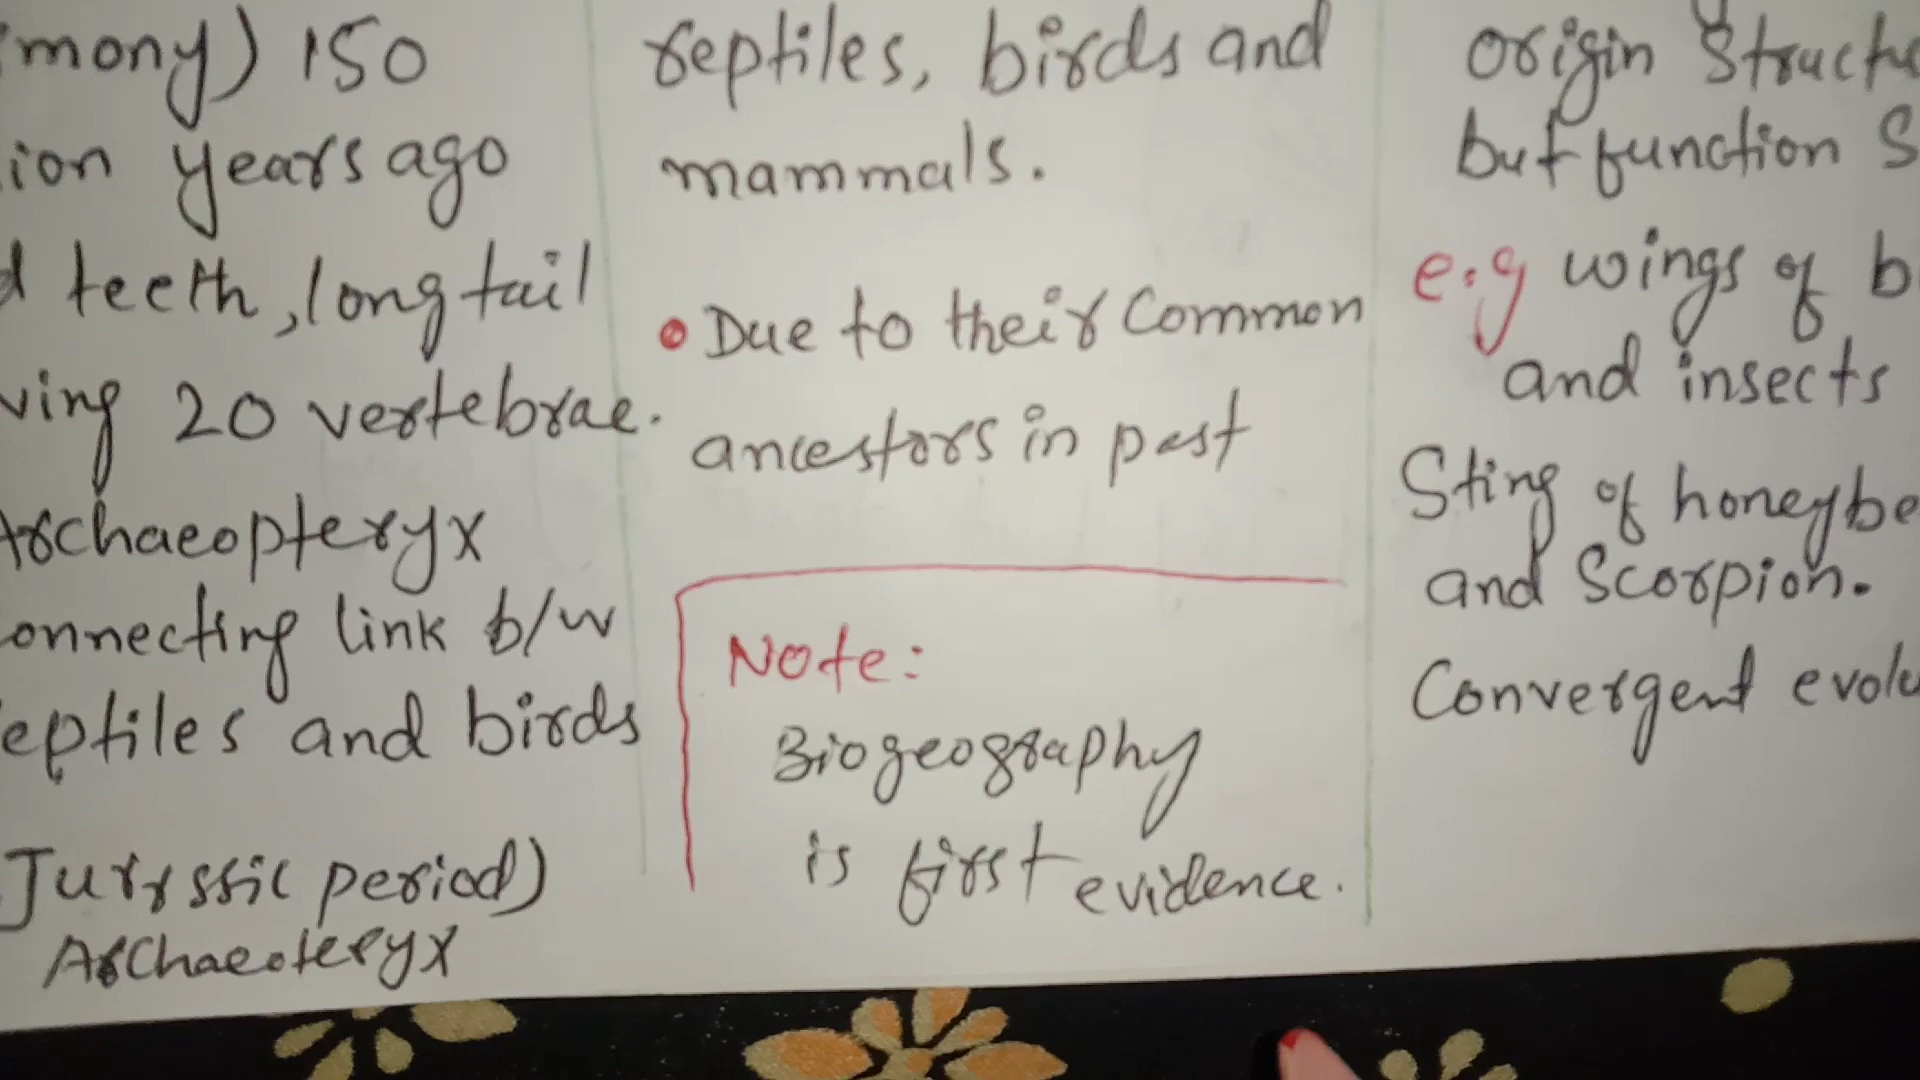 mony) 150
ion years ago
d teeth, long tail
ving 20 vertebrae.
Archaeopteryx
onnecting link b/w
eptiles and birds
Jurrssic period)
Archaeoteryx
reptiles, birds and
mammals.
• Due to their Common
ancestors in past
Note:
Biogeography
is first evidence.
origin Structu
but function S
e.g wings of b
and insects
Sting of honeybe
and Scorpion.
Convergent evolu